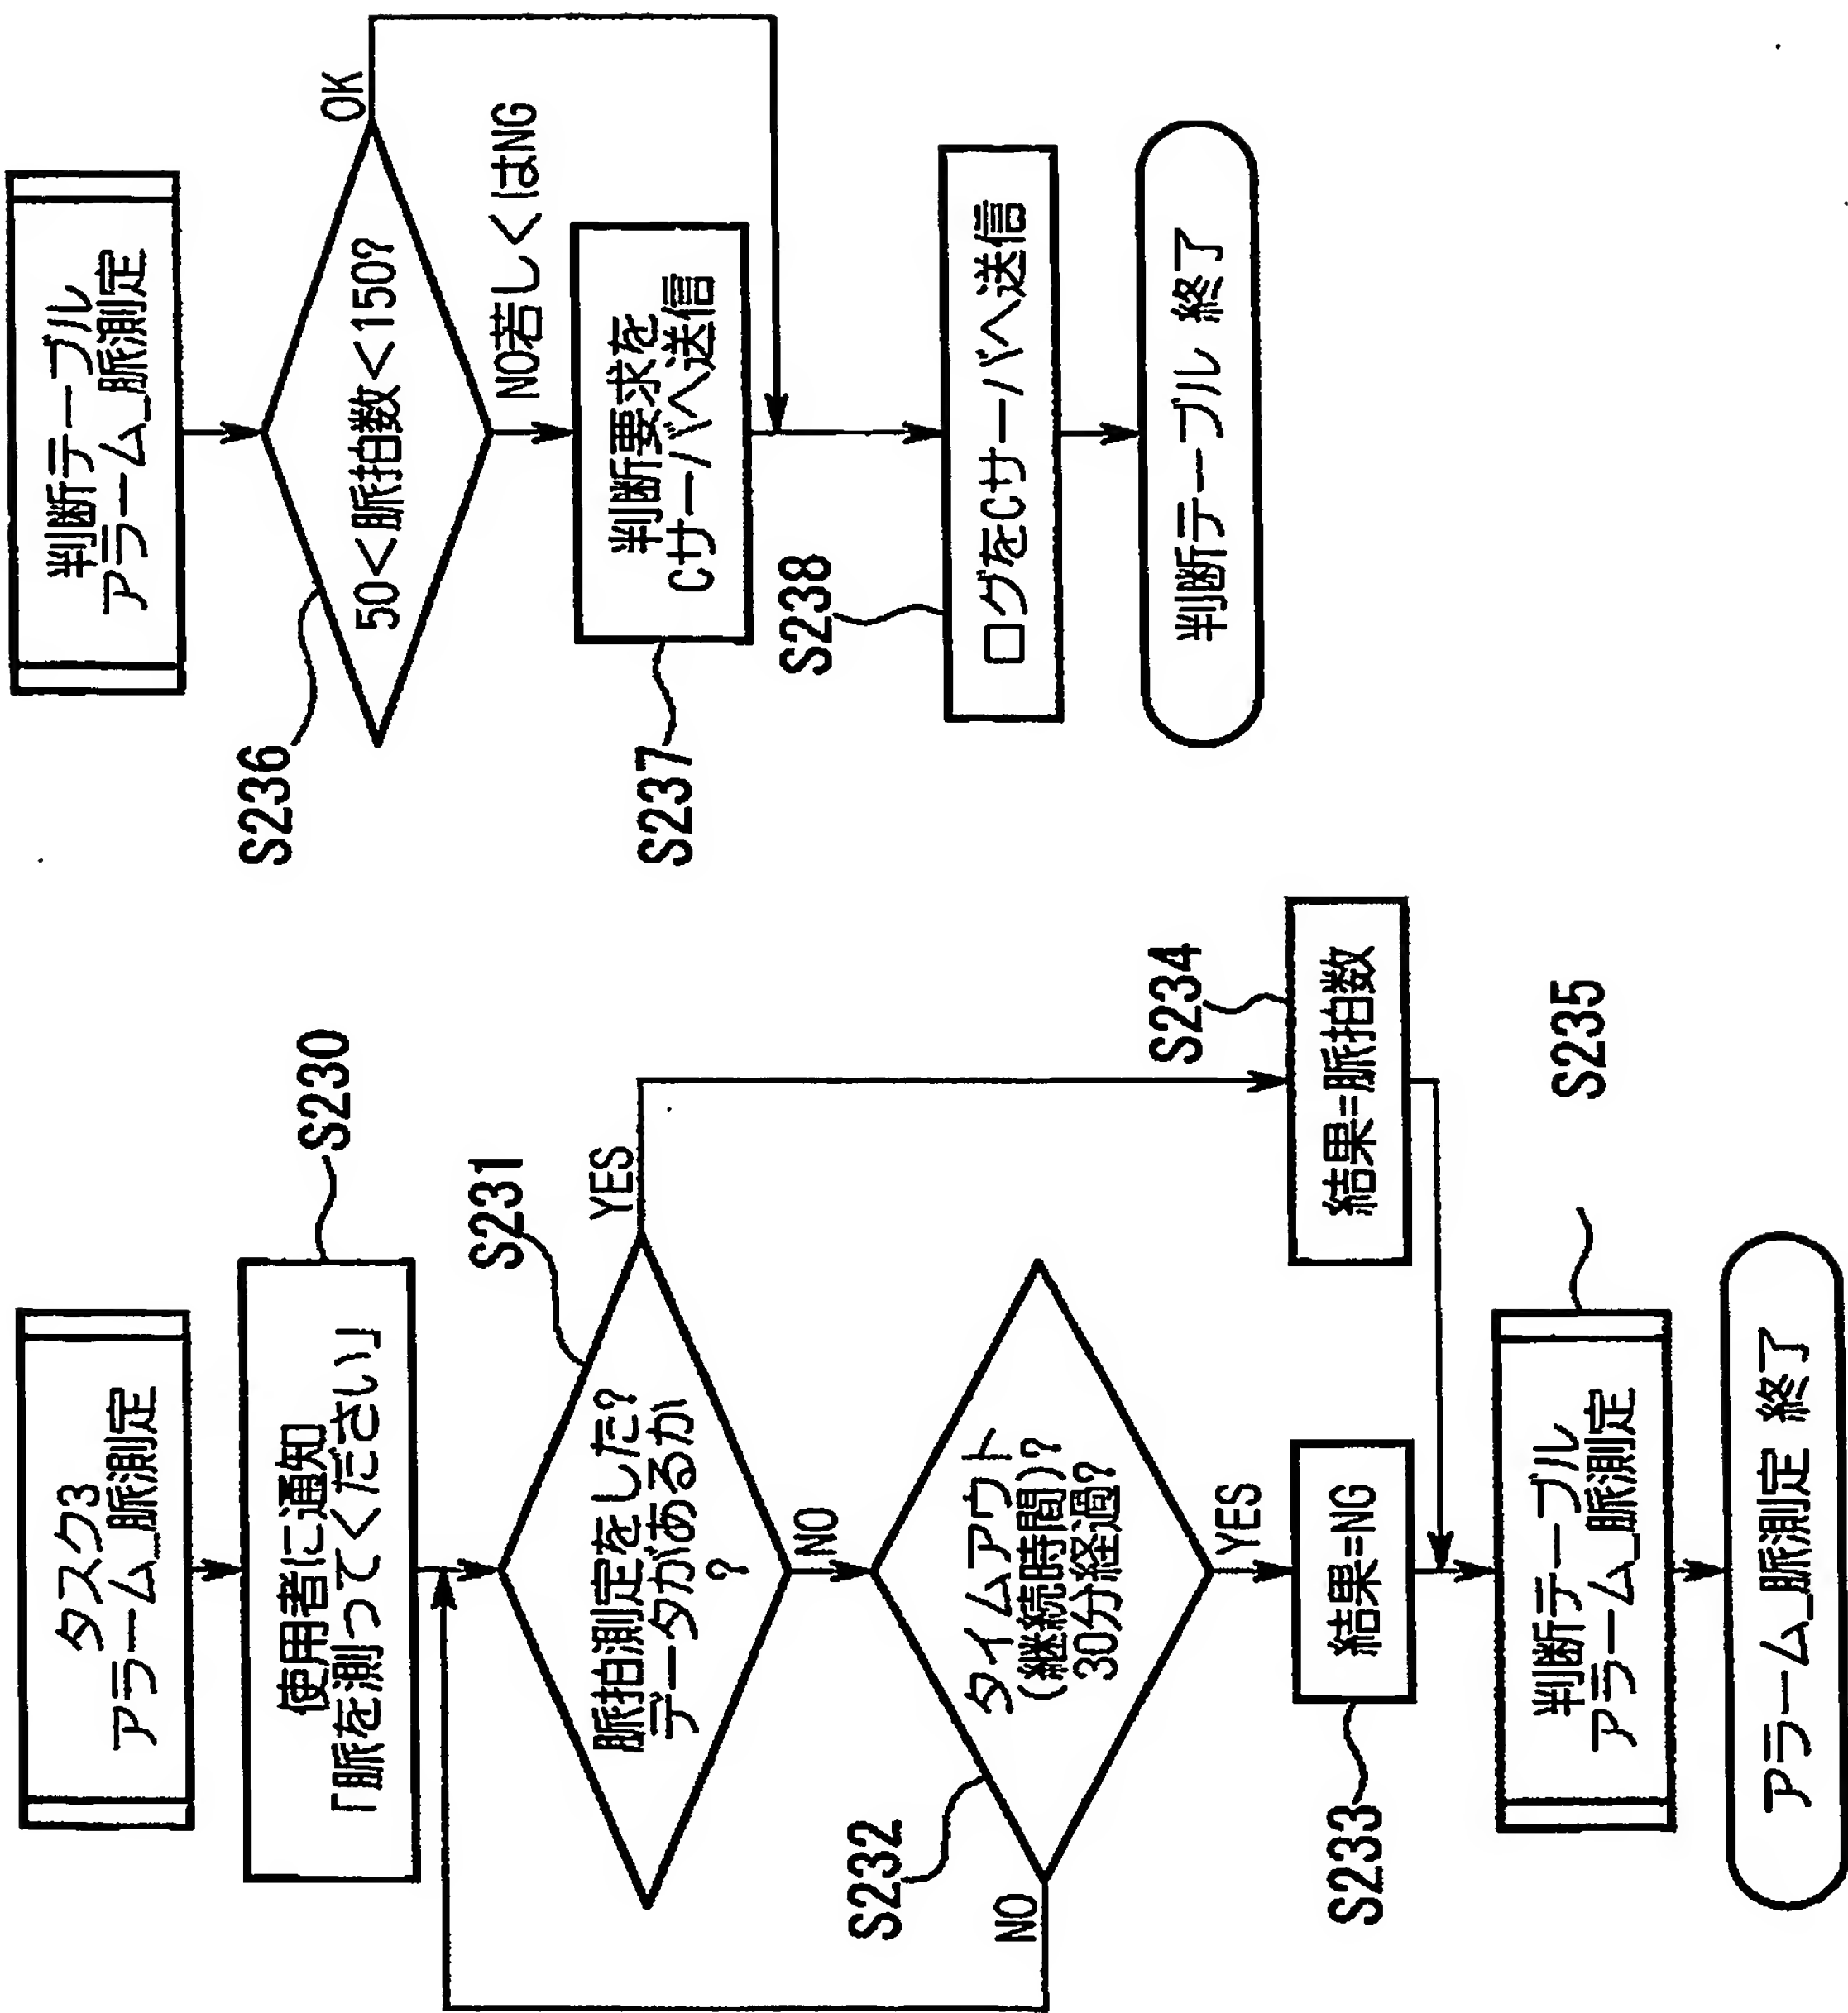 タスク3
アラーム_脈測定
使用者に通知
「脈を測ってください」
S230
脈拍測定をした?
データがあるか
?
S231
YES
NO
タイムアウト
(継続時間)?
30分経過?
S232
NO
YES
結果=NG
S233
結果=脈拍数
S234
判断テーブル
アラーム_脈測定
S235
アラーム_脈測定 終了
判断テーブル
アラーム_脈測定
50<脈拍数<150?
S236
OK
NO若しくはNG
判断要求を
Cサーバへ送信
S237
ログをCサーバへ送信
S238
判断テーブル 終了